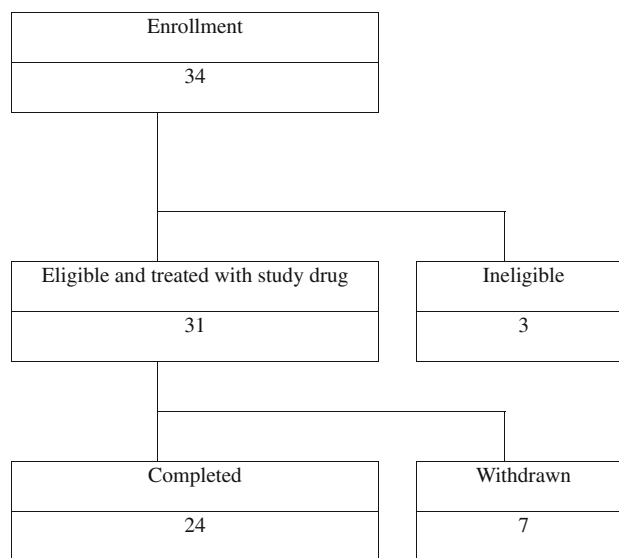 Enrollment
34
Eligible and treated with study drug
31
Ineligible
3
Completed
24
Withdrawn
7